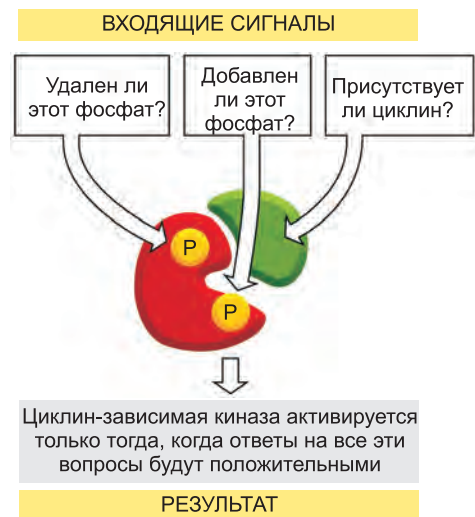 ВХОДЯЩИЕ СИГНАЛЫ
Удален ли
этот фосфат?
Добавлен
ли этот
фосфат?
Присутствует
ли циклин?
P
P
Циклин-зависимая киназа активируется
только тогда, когда ответы на все эти
вопросы будут положительными
РЕЗУЛЬТАТ